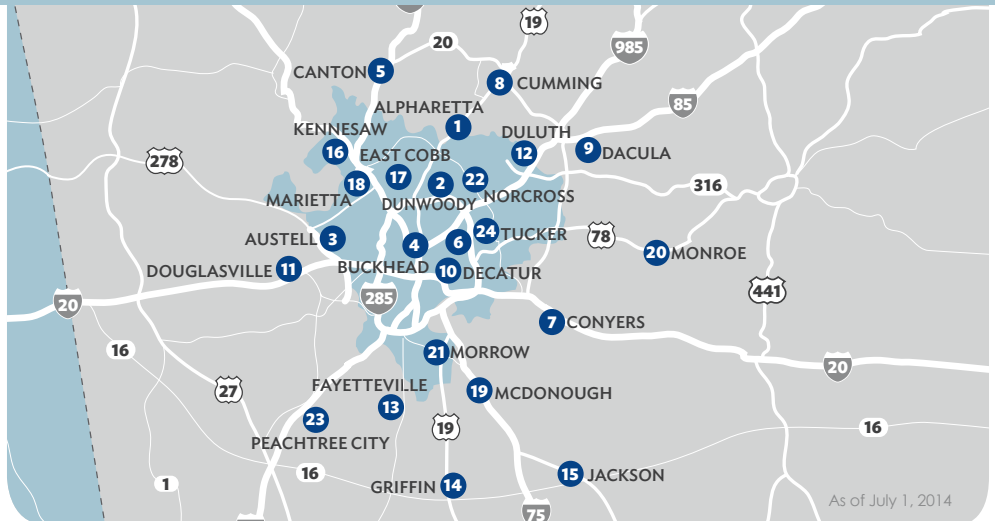 19
20
985
CANTON 5
8 CUMMING
85
ALPHARETTA
1
KENNESAW
DULUTH
16
EAST COBB
12
9 DACULA
278
17
2
22
316
18
MARIETTA
DUNWOODY
NORCROSS
AUSTELL 3
4
6
24 TUCKER
78
20 MONROE
DOUGLASVILLE 11
BUCKHEAD
10 DECATUR
20
285
441
7 CONYERS
16
21 MORROW
20
27
FAYETTEVILLE
13
19 MCDONOUGH
23
19
16
PEACHTREE CITY
16
1
GRIFFIN 14
15 JACKSON
75
As of July 1, 2014